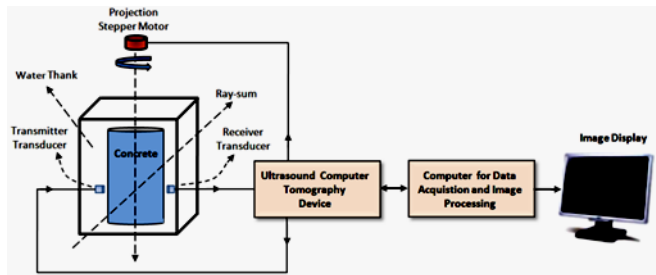 Projection
Stepper Motor
Water Thank
Ray-sum
Transmitter
Transducer
Concrete
Receiver
Transducer
Ultrasound Computer
Tomography
Device
Computer for Data
Acquistion and Image
Processing
Image Display